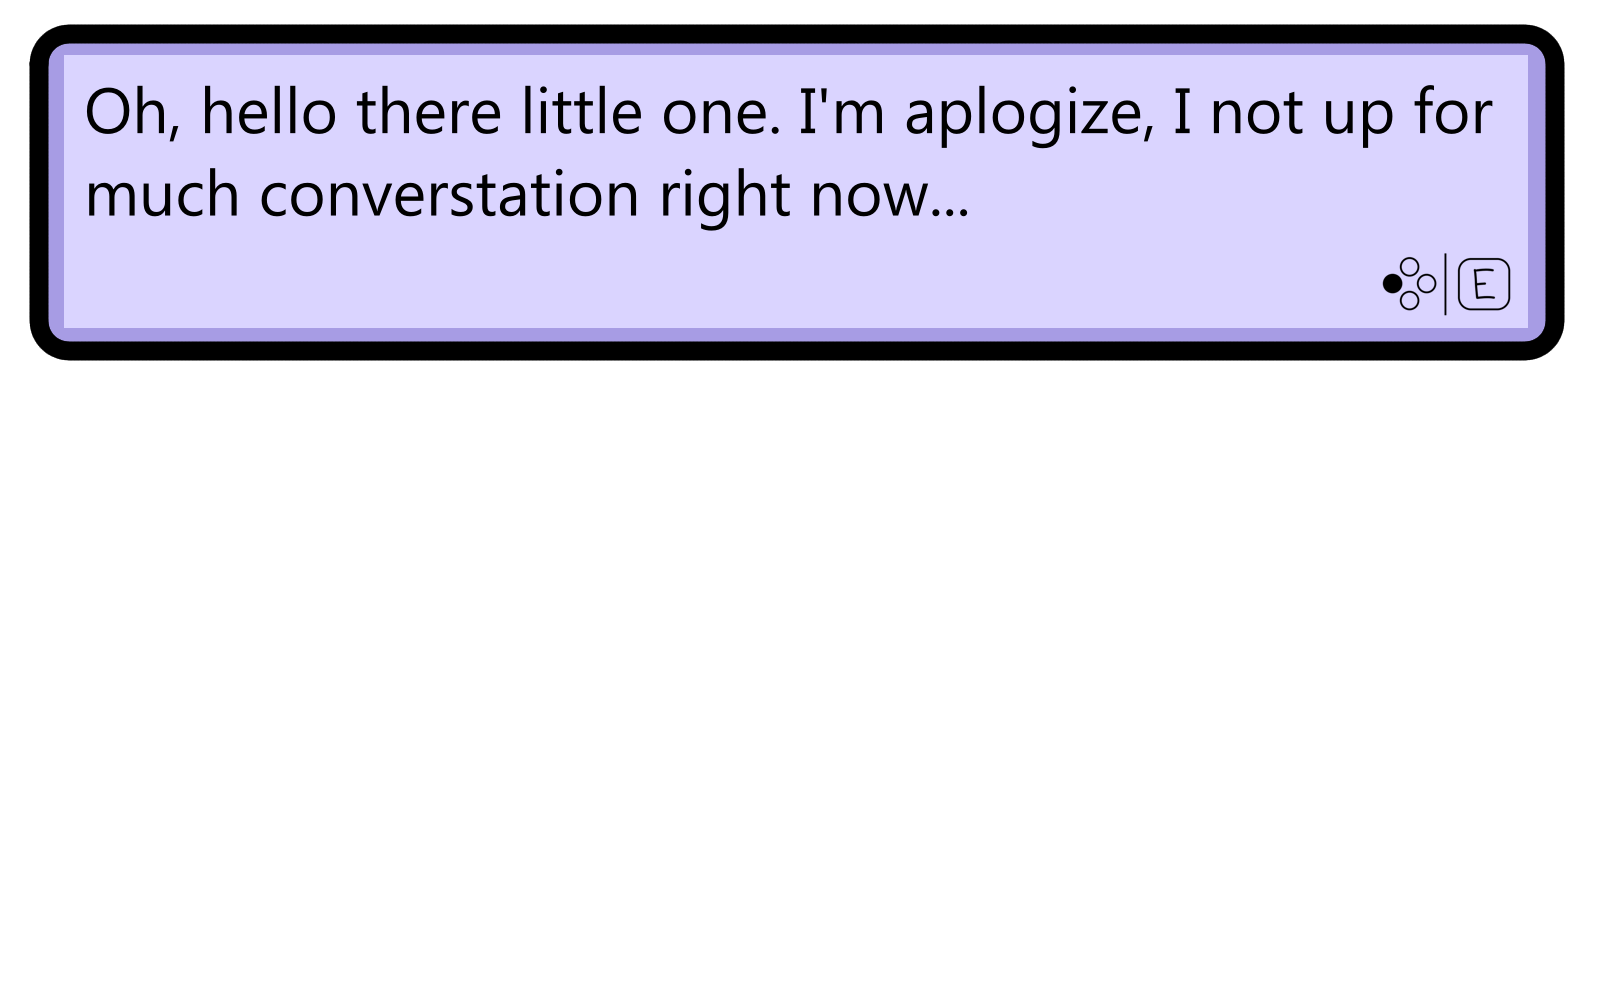 Oh, hello there little one. I'm aplogize, I not up for
much converstation right now...
E